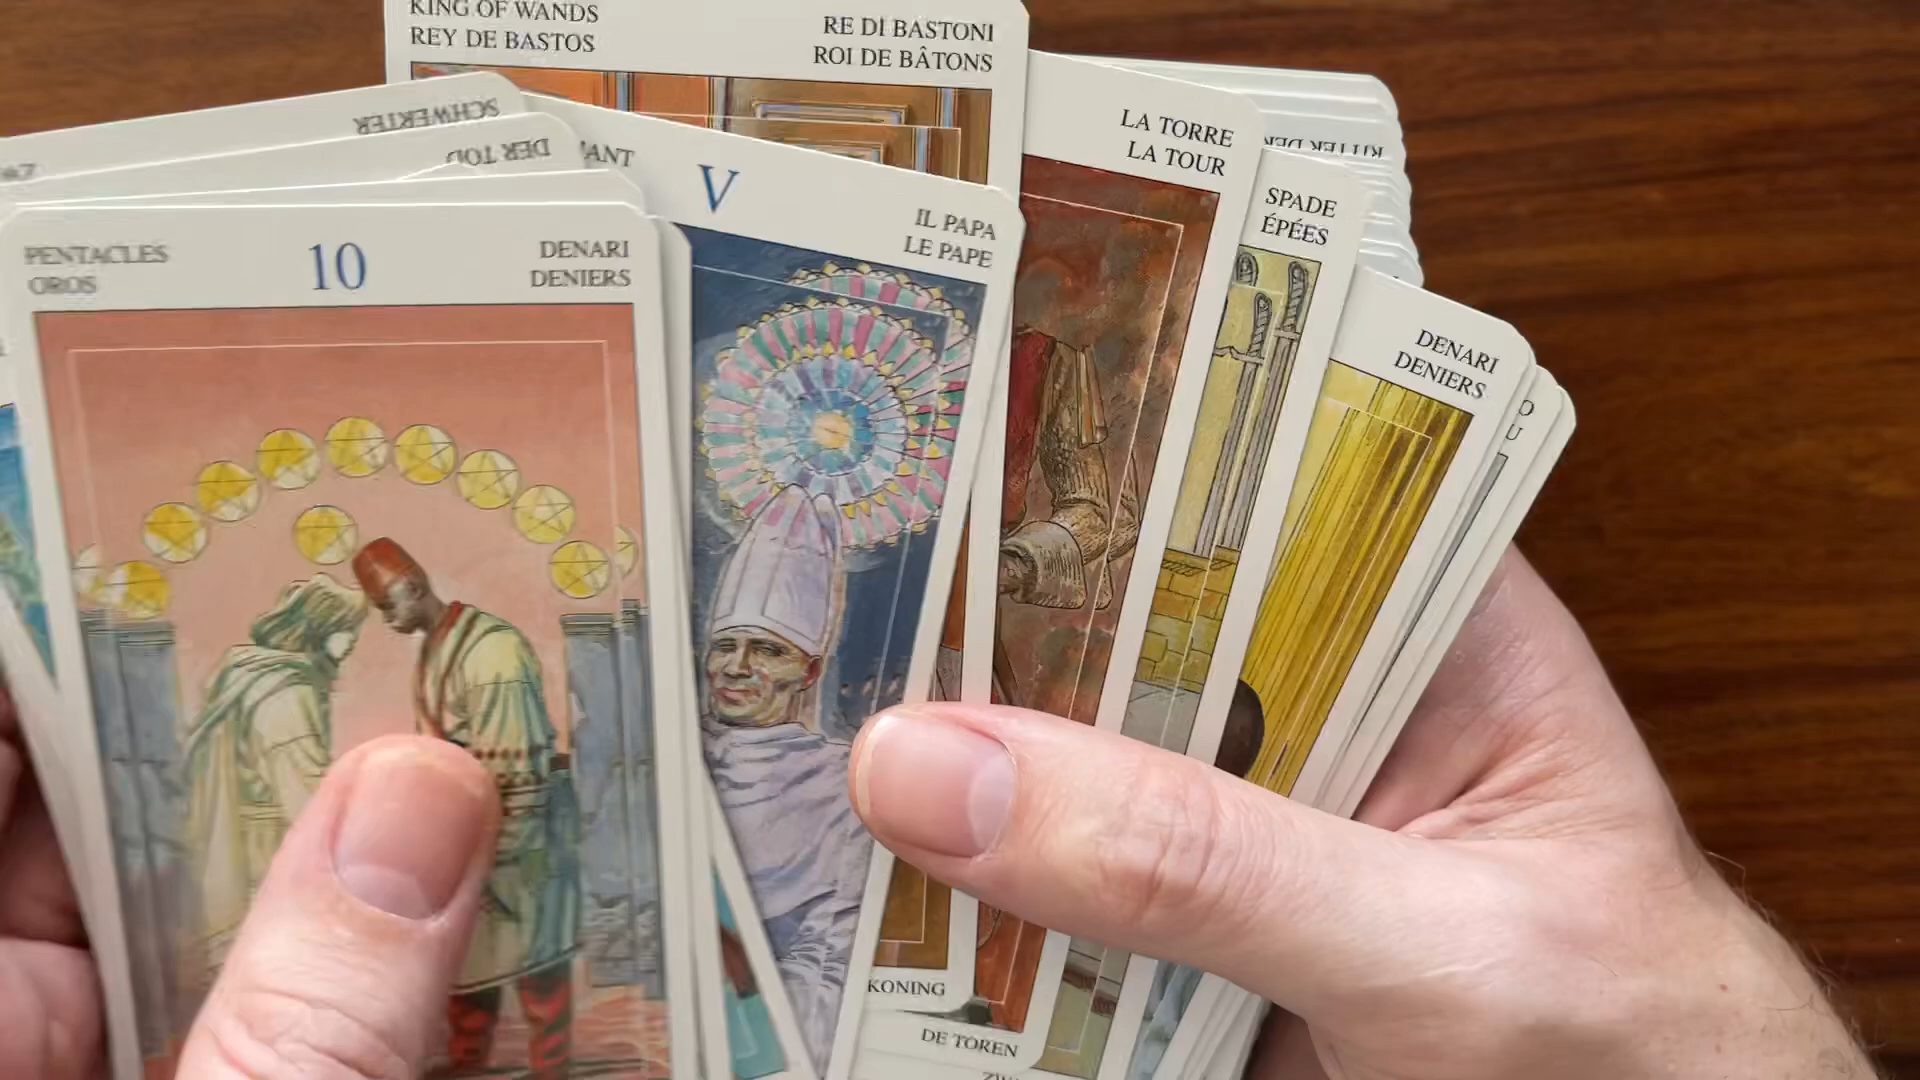 KING OF WANDS
REY DE BASTOS
RE DI BASTONI
ROI DE BÂTONS
SCHWERTER
DER TOD
V
IL PAPA
LE PAPE
LA TORRE
LA TOUR
SPADE
ÉPÉES
DENARI
DENIERS
PENTACLES
OROS
10
DENARI
DENIERS
KONING
DE TOREN